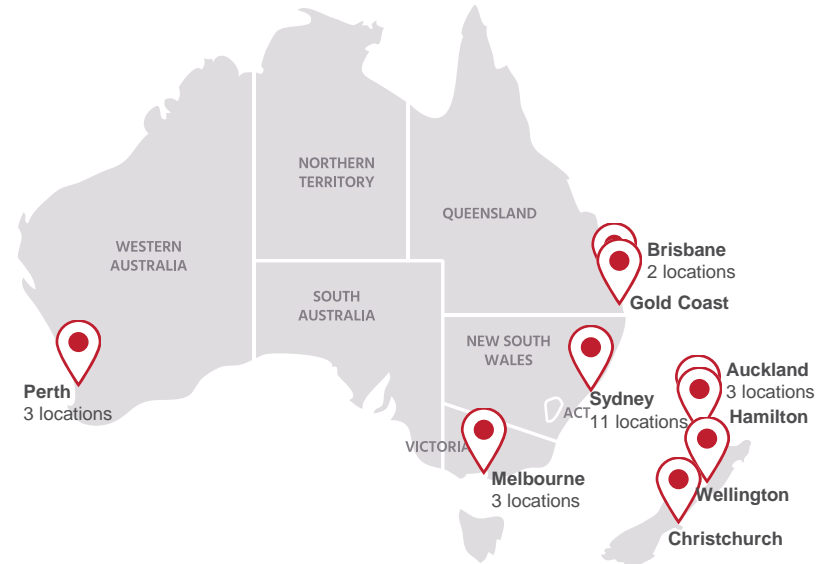 NORTHERN
TERRITORY
QUEENSLAND
WESTERN
AUSTRALIA
Brisbane
2 locations
SOUTH
AUSTRALIA
Gold Coast
NEW SOUTH
WALES
Perth
3 locations
Auckland
3 locations
Sydney
11 locations
ACT
Hamilton
VICTORIA
Melbourne
3 locations
Wellington
Christchurch